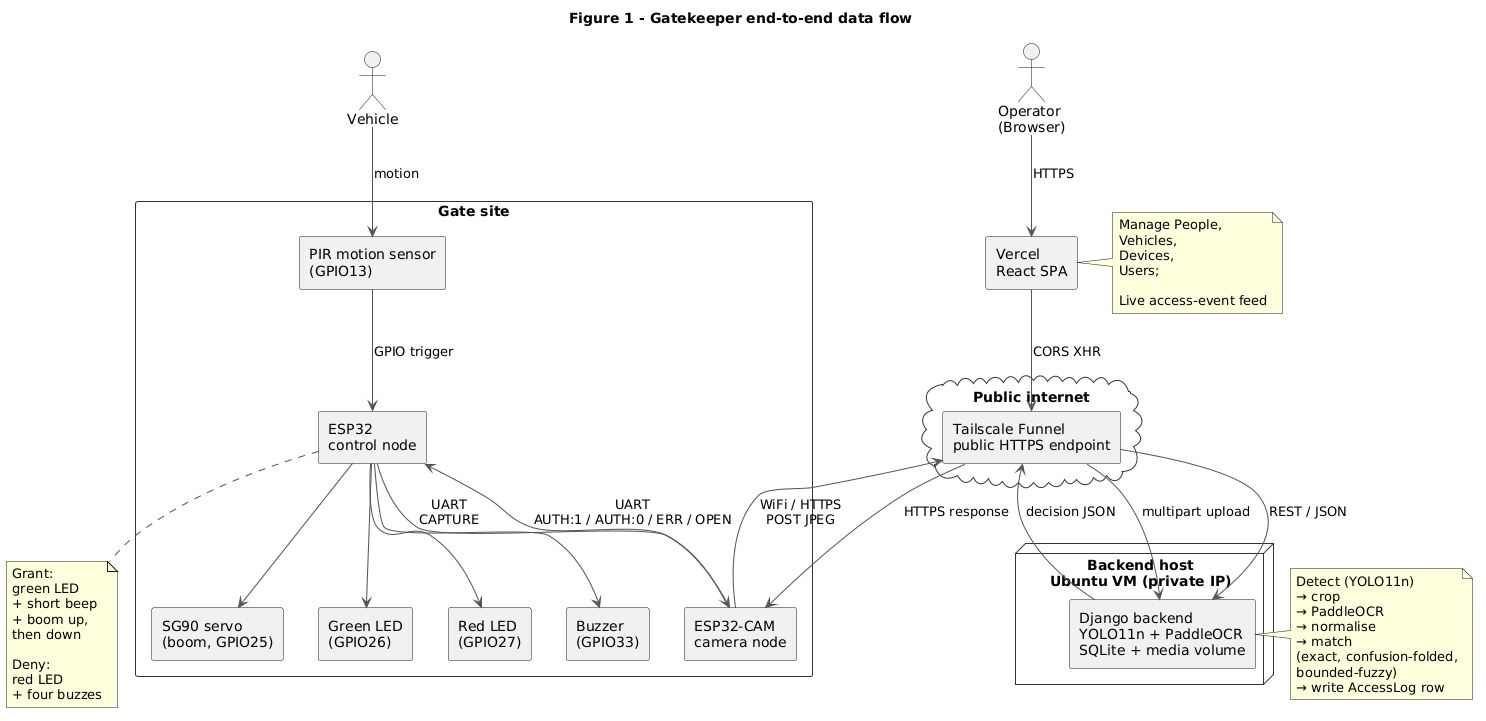 Figure 1 - Gatekeeper end-to-end data flow
Vehicle
Operator
(Browser)
motion
HTTPS
Gate site
PIR motion sensor
(GPIO13)
Vercel
React SPA
Manage People,
Vehicles,
Devices,
Users;
Live access-event feed
GPIO trigger
CORS XHR
Public internet
ESP32
control node
Tailscale Funnel
public HTTPS endpoint
UART
CAPTURE
UART
AUTH:1 / AUTH:0 / ERR / OPEN
WiFi / HTTPS
POST JPEG
HTTPS response
decision JSON
multipart upload
REST / JSON
Grant:
green LED
+ short beep
+ boom up,
then down
Deny:
red LED
+ four buzzes
SG90 servo
(boom, GPIO25)
Green LED
(GPIO26)
Red LED
(GPIO27)
Buzzer
(GPIO33)
ESP32-CAM
camera node
Backend host
Ubuntu VM (private IP)
Django backend
YOLO11n + PaddleOCR
SQLite + media volume
Detect (YOLO11n)
→ crop
→ PaddleOCR
→ normalise
→ match
(exact, confusion-folded,
bounded-fuzzy)
→ write AccessLog row